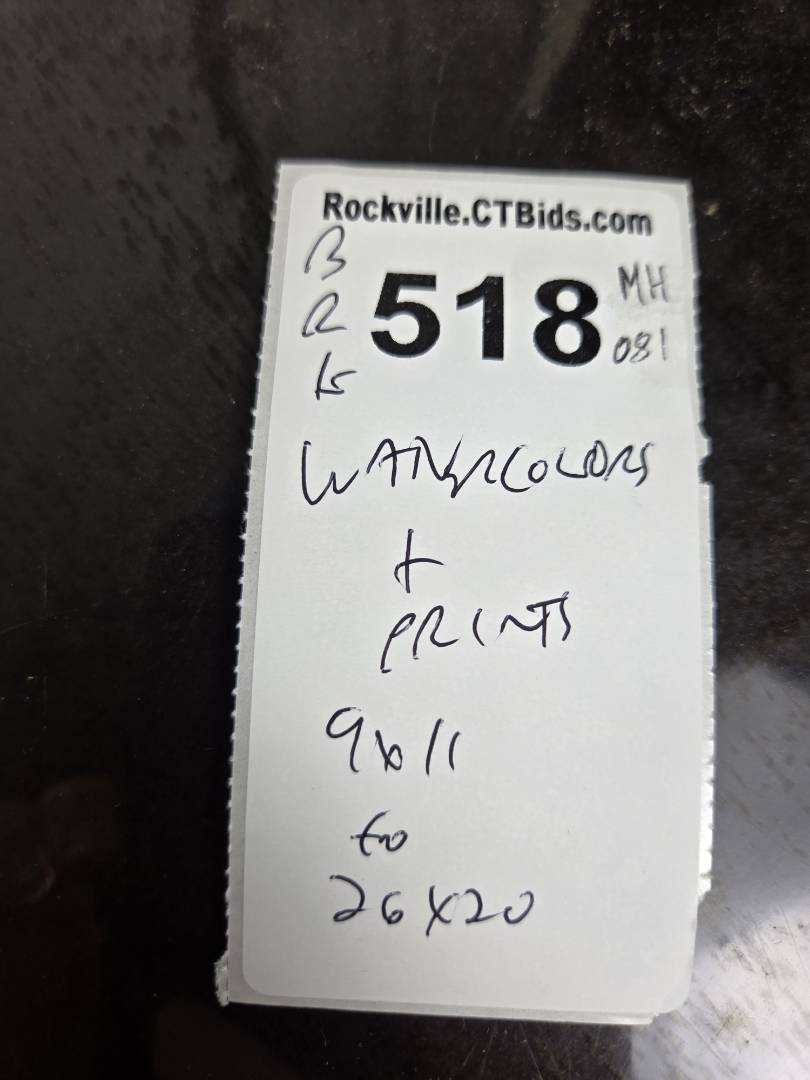 Rockville.CTBids.com
B
R
K
518
MH
081
WATERCOLORS
+
PRINTS
9x11
to
26x20